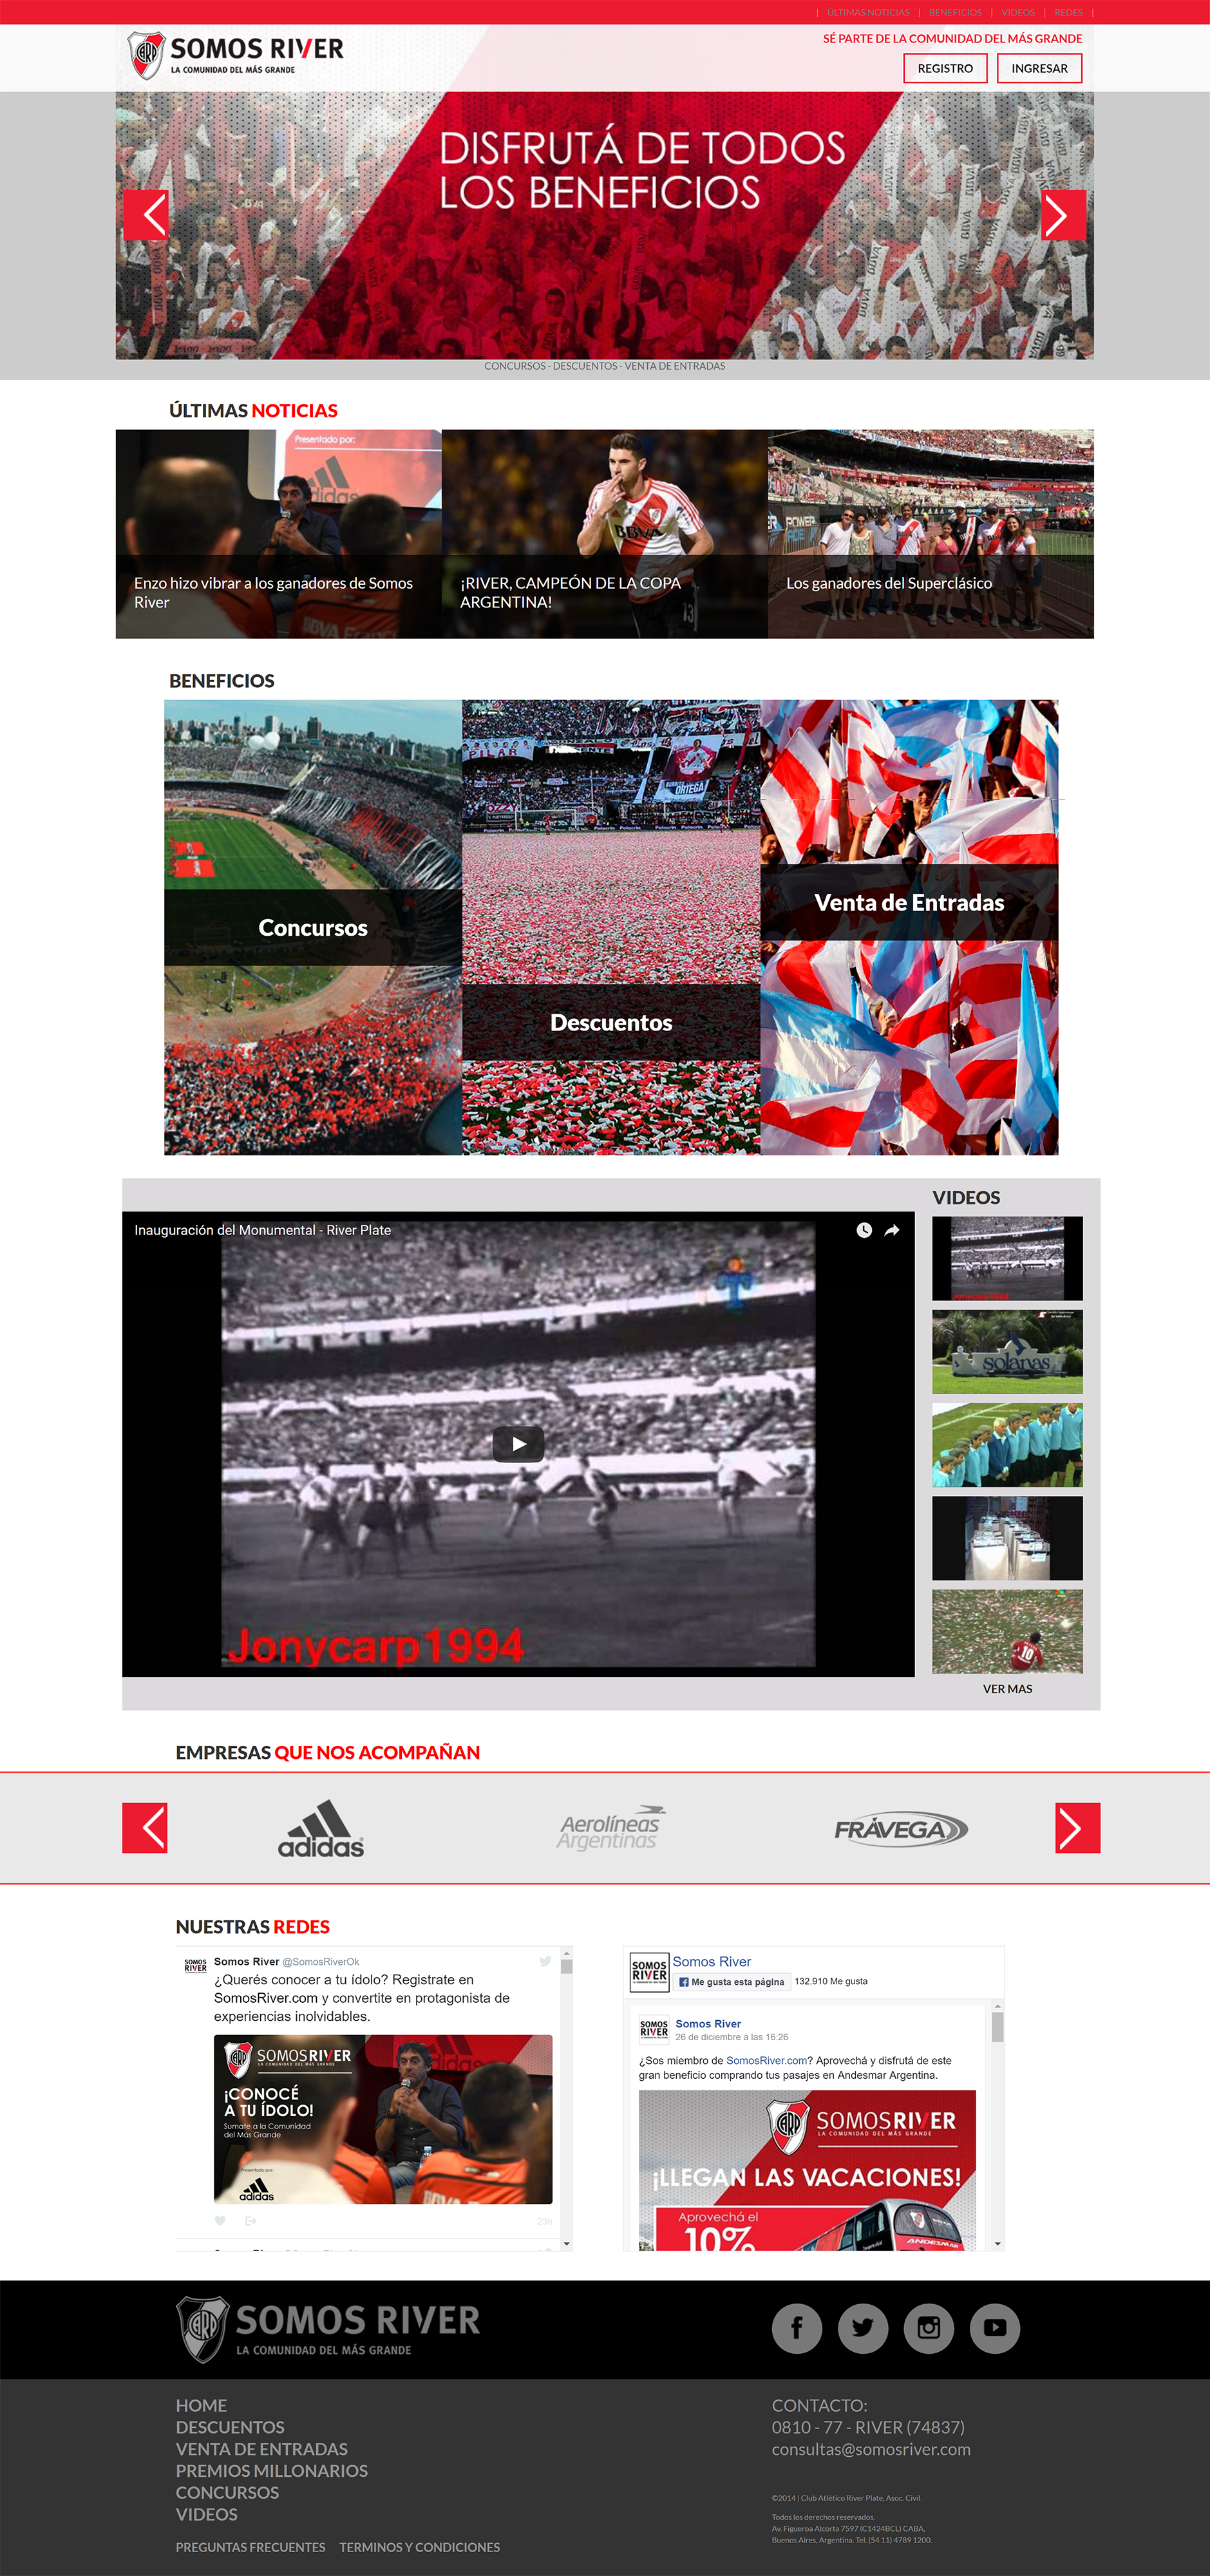 | ÚLTIMAS NOTICIAS | BENEFICIOS | VIDEOS | REDES |
SOMOS RIVER
LA COMUNIDAD DEL MÁS GRANDE
SÉ PARTE DE LA COMUNIDAD DEL MÁS GRANDE
REGISTRO INGRESAR
DISFRUTÁ DE TODOS
LOS BENEFICIOS
CONCURSOS - DESCUENTOS - VENTA DE ENTRADAS
ÚLTIMAS NOTICIAS
Presentado por:
adidas
BBVA
Enzo hizo vibrar a los ganadores de Somos
River
¡RIVER, CAMPEÓN DE LA COPA
ARGENTINA!
Los ganadores del Superclásico
BENEFICIOS
PILAR
ORTEGA
Concursos
Descuentos
Venta de Entradas
VIDEOS
Inauguración del Monumental - River Plate
Jonycarp1994
solanas
10
VER MAS
EMPRESAS QUE NOS ACOMPAÑAN
adidas
Aerolíneas
Argentinas
FRÁVEGA
NUESTRAS REDES
SOMOS
RIVER
Somos River @SomosRiverOk
¿Querés conocer a tu ídolo? Registrate en
SomosRiver.com y convertite en protagonista de
experiencias inolvidables.
SOMOSRIVER
LA COMUNIDAD DEL MÁS GRANDE
¡CONOCÉ
A TU ÍDOLO!
Sumate a la Comunidad
del Más Grande
Presentado por:
adidas
23h
SOMOS
RIVER
Somos River
Me gusta esta página 132.910 Me gusta
SOMOS
RIVER
Somos River
26 de diciembre a las 16:26
¿Sos miembro de SomosRiver.com? Aprovechá y disfrutá de este
gran beneficio comprando tus pasajes en Andesmar Argentina.
SOMOSRIVER
LA COMUNIDAD DEL MÁS GRANDE
¡LLEGAN LAS VACACIONES!
Aprovechá el
10%
ANDESMAR
SOMOS RIVER
LA COMUNIDAD DEL MÁS GRANDE
HOME
DESCUENTOS
VENTA DE ENTRADAS
PREMIOS MILLONARIOS
CONCURSOS
VIDEOS
PREGUNTAS FRECUENTES TERMINOS Y CONDICIONES
CONTACTO:
0810 - 77 - RIVER (74837)
consultas@somosriver.com
©2014 | Club Atlético River Plate, Asoc. Civil.
Todos los derechos reservados.
Av. Figueroa Alcorta 7597 (C1424BCL) CABA,
Buenos Aires, Argentina. Tel. (54 11) 4789 1200.